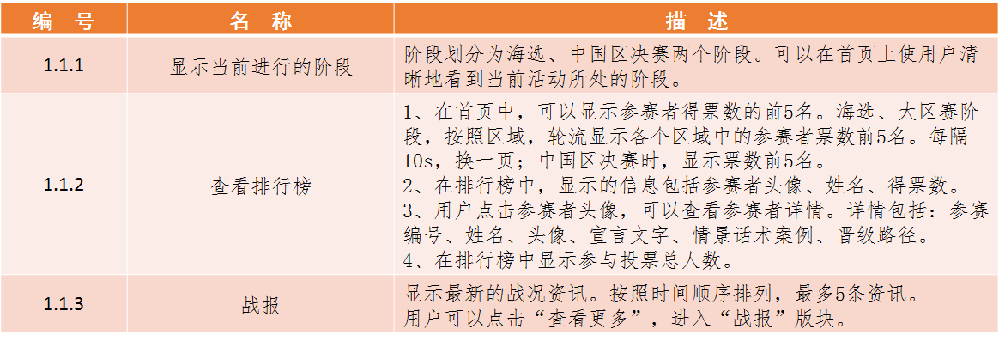 编 号 名 称 描 述
1.1.1 显示当前进行的阶段
阶段划分为海选、中国区决赛两个阶段。可以在首页上使用户清
晰地看到当前活动所处的阶段。
1.1.2 查看排行榜
1、在首页中，可以显示参赛者得票数的前5名。海选、大区赛阶
段，按照区域，轮流显示各个区域中的参赛者票数前5名。每隔
10s，换一页；中国区决赛时，显示票数前5名。
2、在排行榜中，显示的信息包括参赛者头像、姓名、得票数。
3、用户点击参赛者头像，可以查看参赛者详情。详情包括：参赛
编号、姓名、头像、宣言文字、情景话术案例、晋级路径。
4、在排行榜中显示参与投票总人数。
1.1.3 战报
显示最新的战况资讯。按照时间顺序排列，最多5条资讯。
用户可以点击“查看更多”，进入“战报”版块。